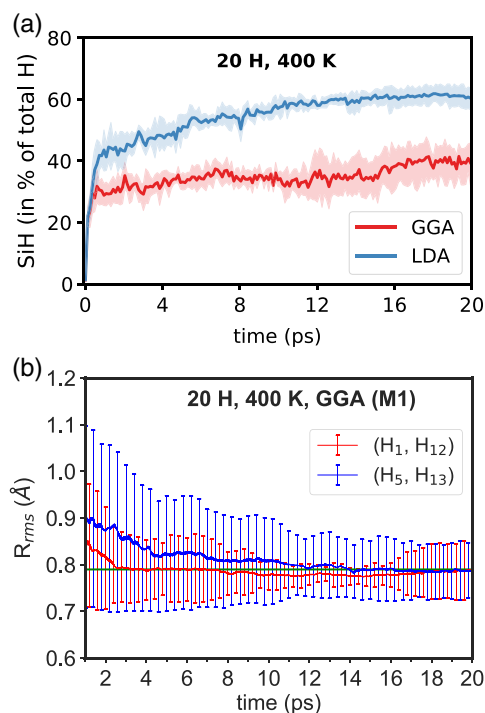 (a)
20 H, 400 K
SiH (in % of total H)
80
60
40
20
0
GGA
LDA
0 4 8 12 16 20
time (ps)
(b)
20 H, 400 K, GGA (M1)
(H₁, H₁₂)
(H₅, H₁₃)
Rᵣₘₛ (Å)
1.2
1.1
1.0
0.9
0.8
0.7
0.6
2 4 6 8 10 12 14 16 18 20
time (ps)